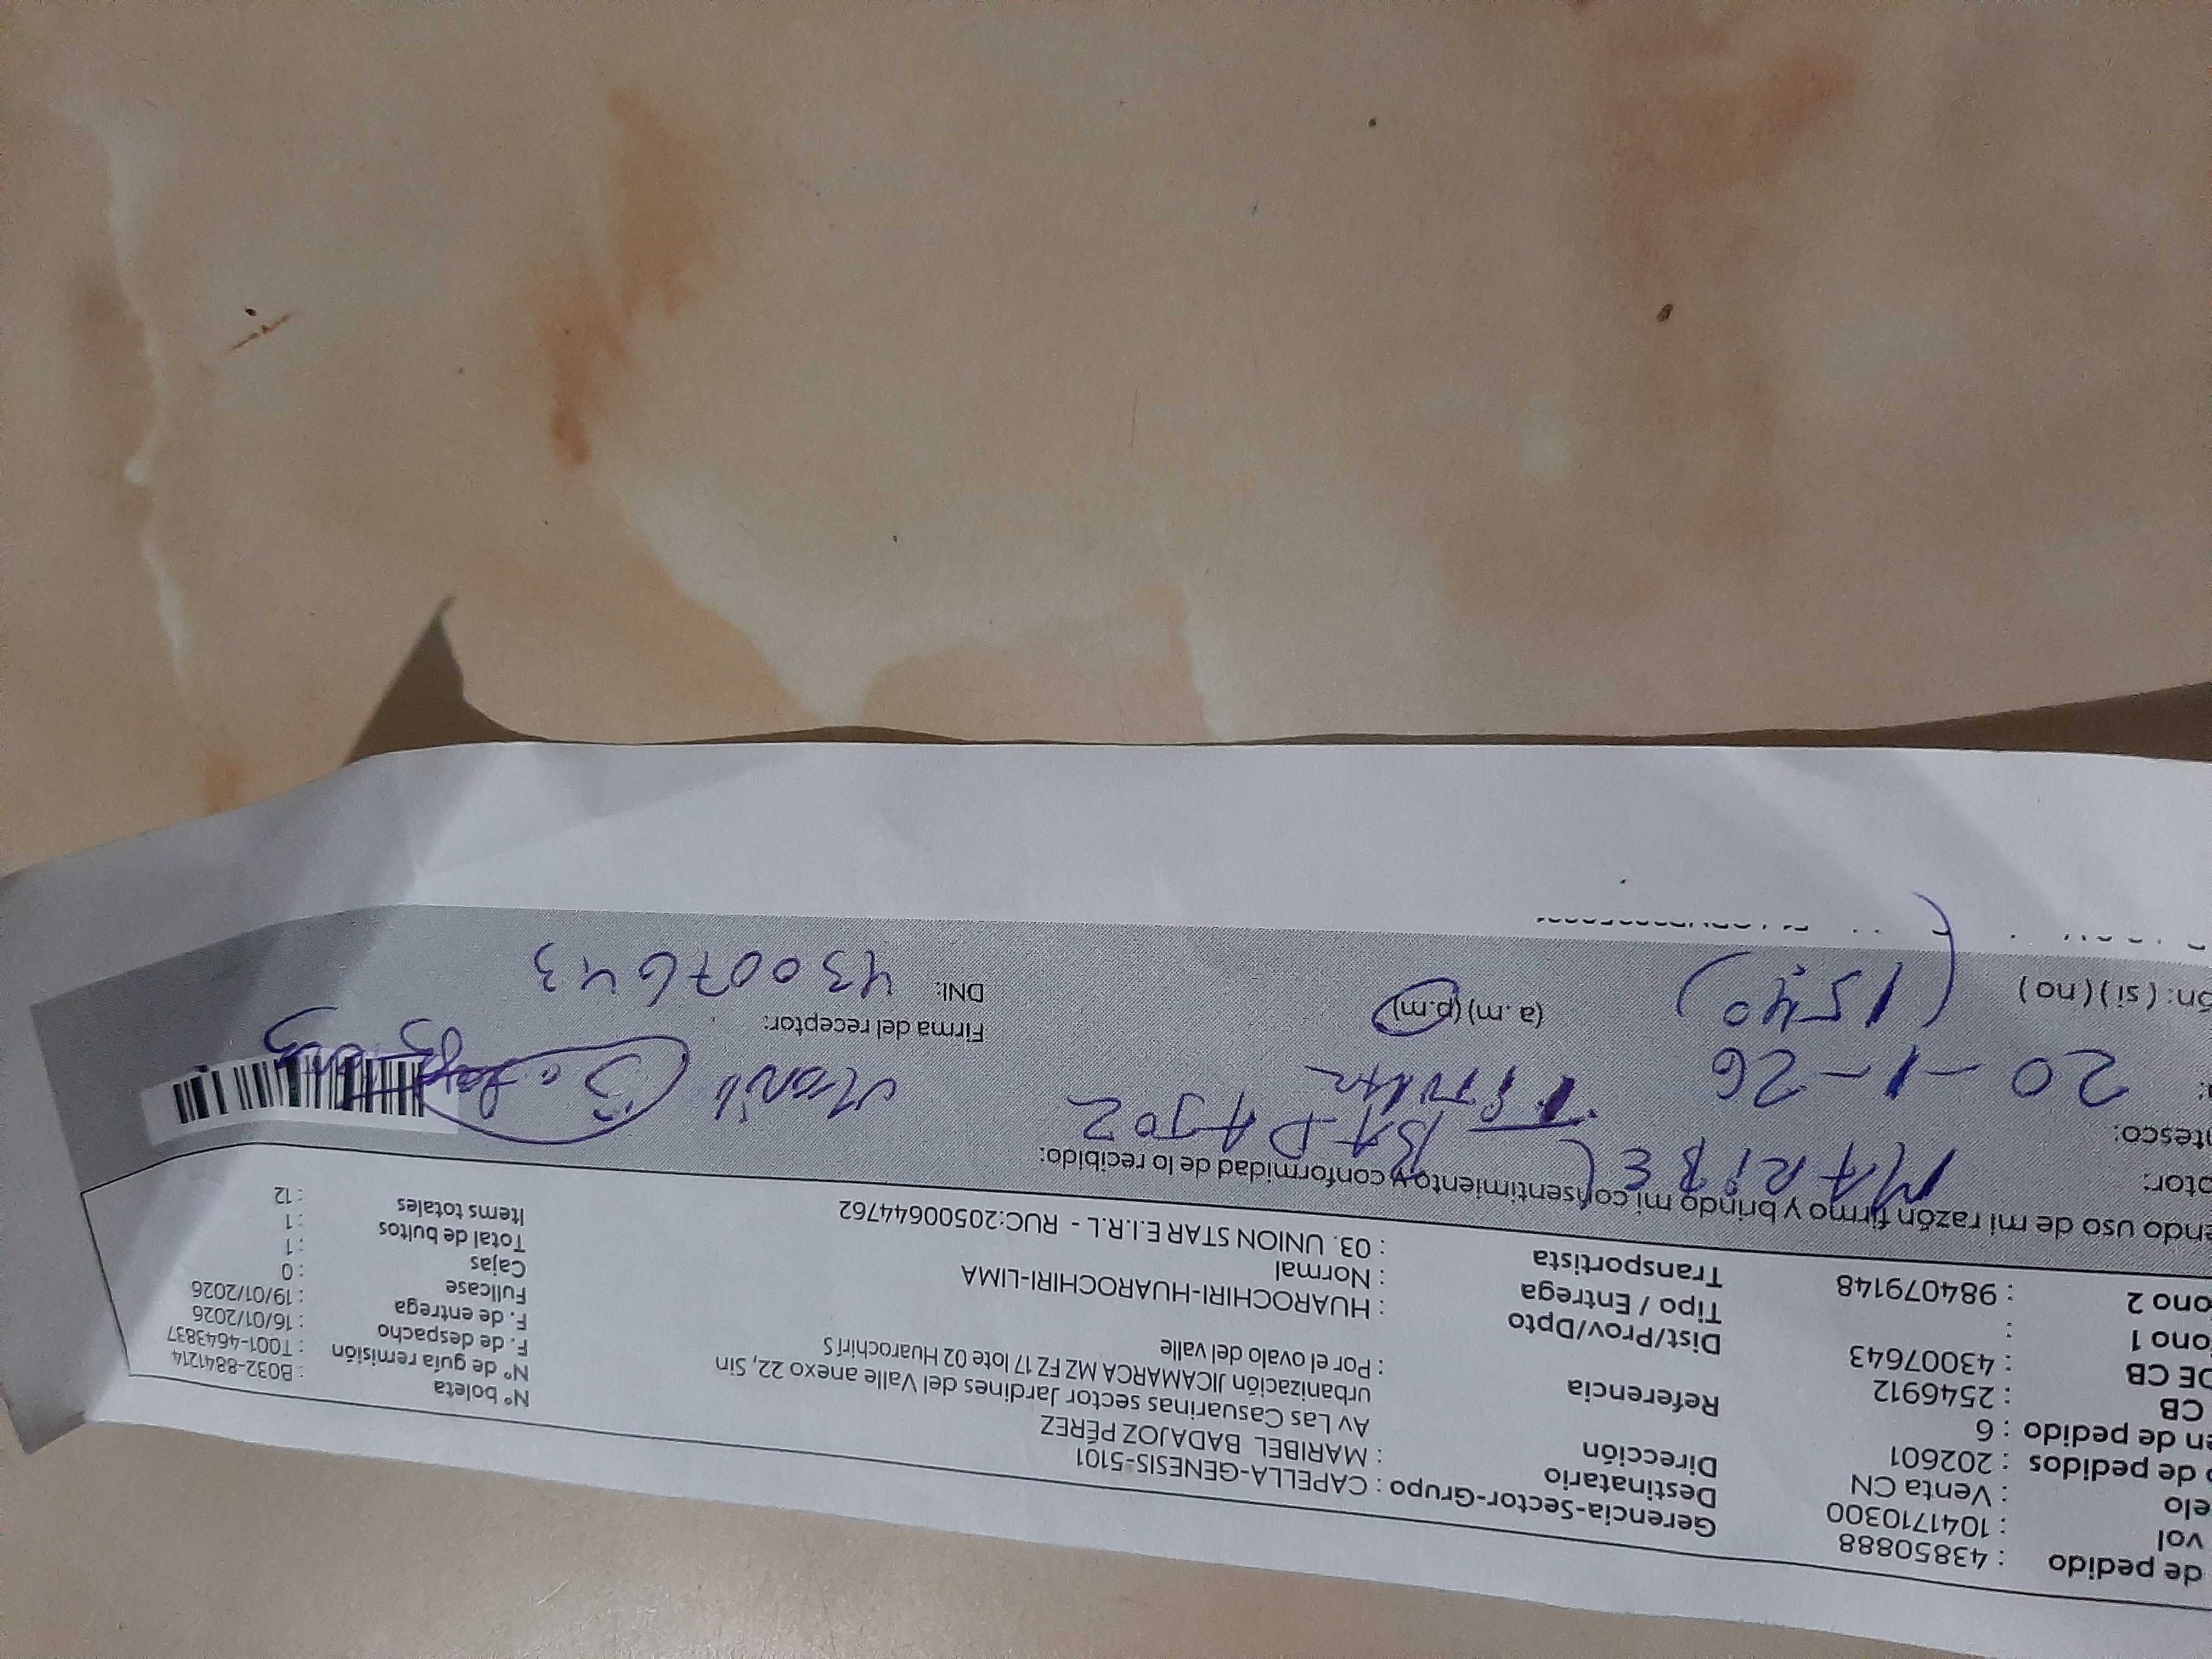 de pedido : 43850888
vol : 1041710300
elo : Venta CN
de pedidos : 202601
en de pedido : 6
CB : 2546912
DE CB : 43007643
ono 1 :
ono 2 : 984079148
Gerencia-Sector-Grupo : CAPELLA-GENESIS-5101
Destinatario : MARIBEL BADAJOZ PÉREZ
Dirección Av Las Casuarinas sector Jardines del Valle anexo 22, Sin
urbanización JICAMARCA MZ FZ 17 lote 02 Huarochirí S
Referencia : Por el ovalo del valle
Dist/Prov/Dpto : HUAROCHIRI-HUAROCHIRI-LIMA
Tipo / Entrega : Normal
Transportista : 03. UNION STAR E.I.R.L - RUC:20500644762
N° boleta : B032-8841214
N° de guía remisión : T001-4643837
F. de despacho : 16/01/2026
F. de entrega : 19/01/2026
Fullcase : 0
Cajas : 1
Total de bultos : 1
Items totales : 12
endo uso de mi razón firmo y brindo mi consentimiento y conformidad de lo recibido:
ptor: MARIBEL BADAJOZ
ntesco: Titular
20-1-26
ón: ( si ) ( no ) (15:40) (a.m) (p.m)
Firma del receptor:
DNI: 43007643